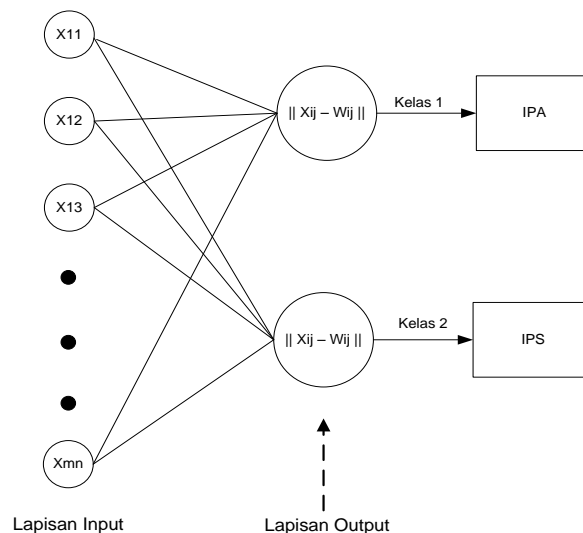 X11
X12
X13
Xmn
|| Xij – Wij ||
Kelas 1
IPA
|| Xij – Wij ||
Kelas 2
IPS
Lapisan Input
Lapisan Output